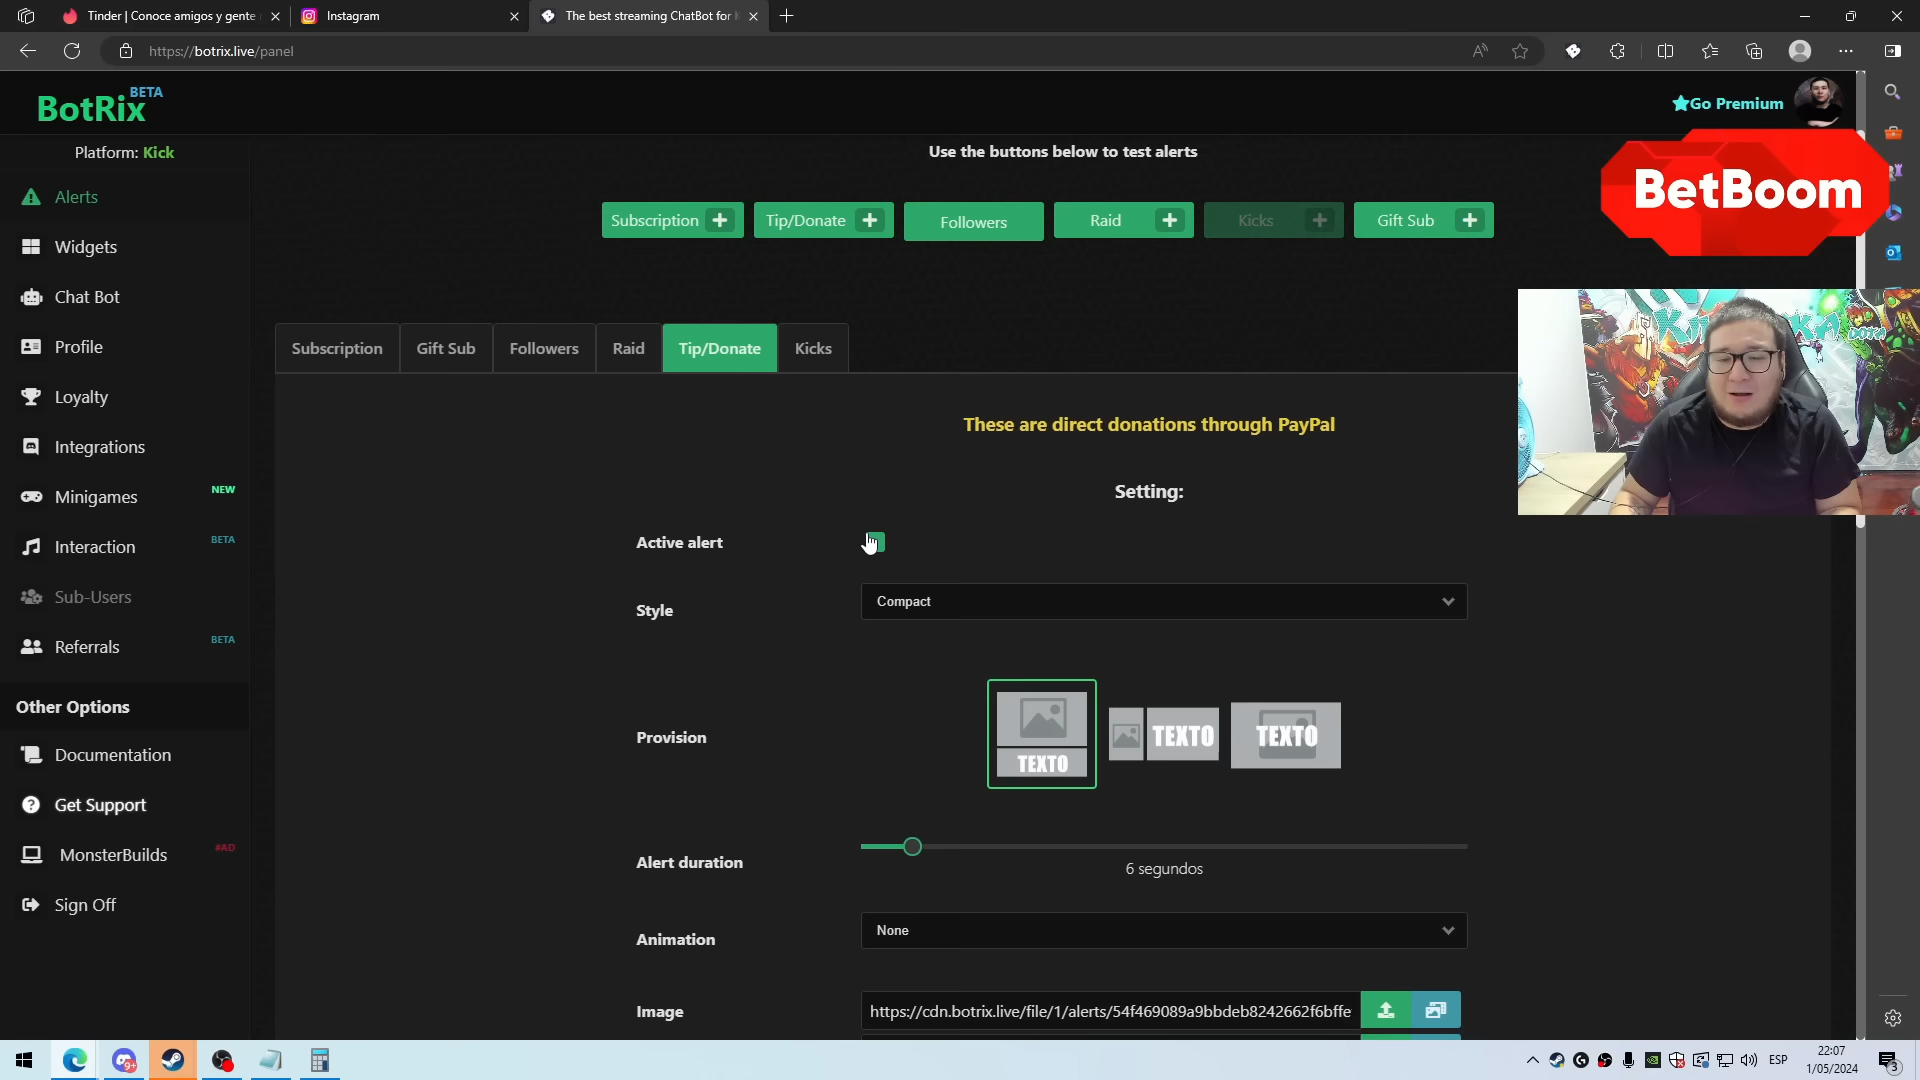 Tinder | Conoce amigos y gente
Instagram
The best streaming ChatBot for
https://botrix.live/panel
BotRix
BETA
Go Premium
Platform: Kick
Alerts
Widgets
Chat Bot
Profile
Loyalty
Integrations
Minigames
NEW
Interaction
BETA
Sub-Users
Referrals
BETA
Other Options
Documentation
Get Support
MonsterBuilds
#AD
Sign Off
Use the buttons below to test alerts
Subscription
Tip/Donate
Followers
Raid
Kicks
Gift Sub
Subscription
Gift Sub
Followers
Raid
Tip/Donate
Kicks
These are direct donations through PayPal
Setting:
Active alert
Style
Compact
Provision
TEXTO
TEXTO
TEXTO
Alert duration
6 segundos
Animation
None
Image
https://cdn.botrix.live/file/1/alerts/54f469089a9bbdeb8242662f6bffe
BetBoom
DOTA
9+
ESP
22:07
1/05/2024
3